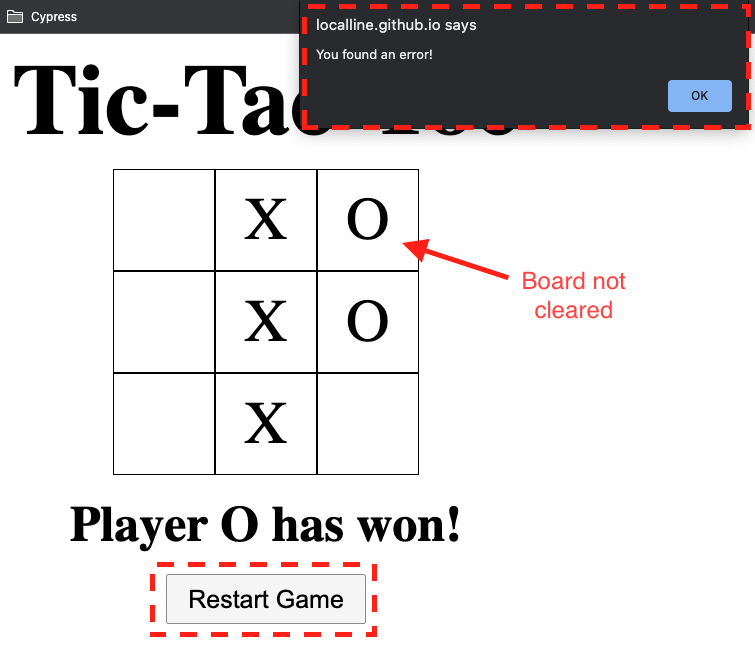 Cypress
localline.github.io says
You found an error!
OK
Tic-Tac
X O
X O
X
Board not
cleared
Player O has won!
Restart Game